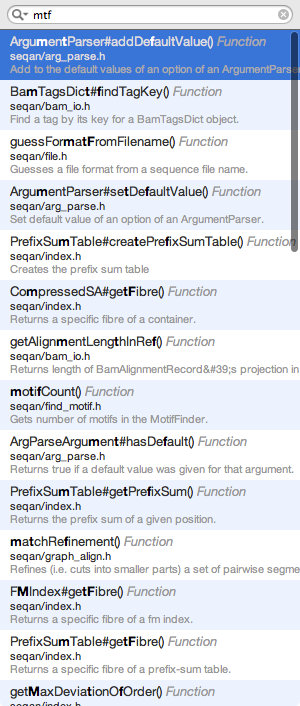 mtf
ArgumentParser#addDefaultValue() Function
seqan/arg_parse.h
Add to the default values of an option of an ArgumentParser
BamTagsDict#findTagKey() Function
seqan/bam_io.h
Find a tag by its key for a BamTagsDict object.
guessFormatFromFilename() Function
seqan/file.h
Guesses a file format from a sequence file name.
ArgumentParser#setDefaultValue() Function
seqan/arg_parse.h
Set default value of an option of an ArgumentParser.
PrefixSumTable#createPrefixSumTable() Function
seqan/index.h
Creates the prefix sum table
CompressedSA#getFibre() Function
seqan/index.h
Returns a specific fibre of a container.
getAlignmentLengthInRef() Function
seqan/bam_io.h
Returns length of BamAlignmentRecord&#39;s projection in
motifCount() Function
seqan/find_motif.h
Gets number of motifs in the MotifFinder.
ArgParseArgument#hasDefault() Function
seqan/arg_parse.h
Returns true if a default value was given for that argument.
PrefixSumTable#getPrefixSum() Function
seqan/index.h
Returns the prefix sum of a given position.
matchRefinement() Function
seqan/graph_align.h
Refines (i.e. cuts into smaller parts) a set of pairwise segme
FMIndex#getFibre() Function
seqan/index.h
Returns a specific fibre of a fm index.
PrefixSumTable#getFibre() Function
seqan/index.h
Returns a specific fibre of a prefix-sum table.
getMaxDeviationOfOrder() Function
seqan/index.h